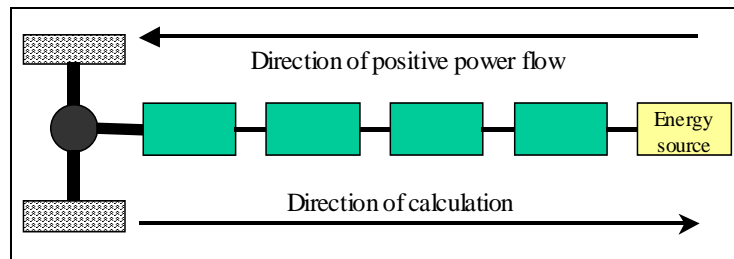 Direction of positive power flow
Energy
source
Direction of calculation